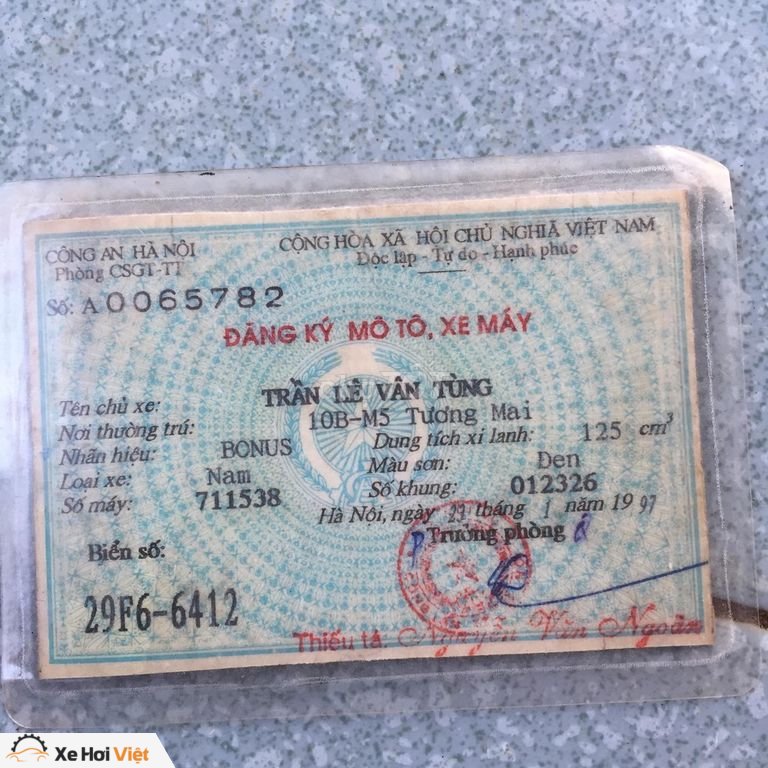 CÔNG AN HÀ NỘI
Phòng CSGT-TT
Số: A0065782
CỘNG HÒA XÃ HỘI CHỦ NGHĨA VIỆT NAM
Độc lập - Tự do - Hạnh phúc
ĐĂNG KÝ MÔ TÔ, XE MÁY
Tên chủ xe: TRẦN LÊ VÂN TÙNG
Nơi thường trú: 10B-M5 Tương Mai
Nhãn hiệu: BONUS Dung tích xi lanh: 125 cm³
Loại xe: Nam Màu sơn: Đen
Số máy: 711538 Số khung: 012326
Hà Nội, ngày 23 tháng 1 năm 1997
Trưởng phòng
Biển số:
29F6-6412
Thiếu tá. Nguyễn Văn Ngoãn
Xe Hơi Việt